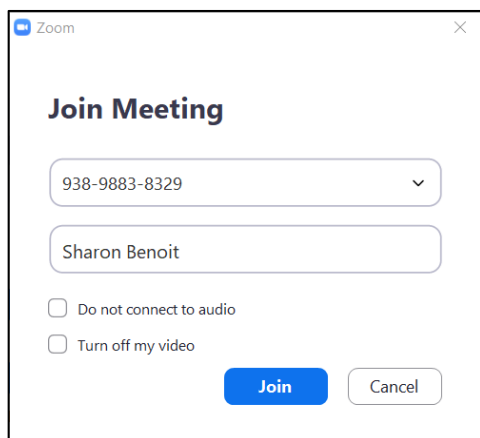 Zoom
Join Meeting
938-9883-8329
Sharon Benoit
Do not connect to audio
Turn off my video
Join Cancel